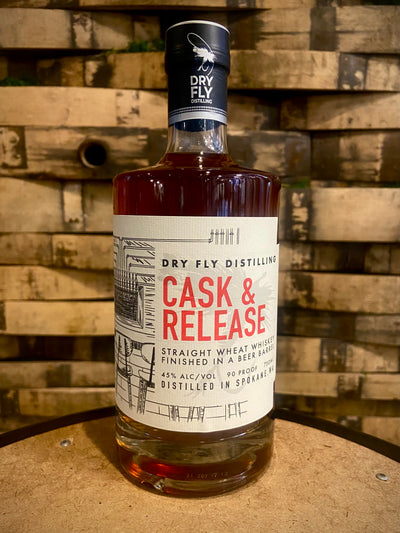 DRY
FLY
DISTILLING
DRY FLY DISTILLING
CASK &
RELEASE
STRAIGHT WHEAT WHISKEY
FINISHED IN A BEER BARREL
45% ALC/VOL 90 PROOF
DISTILLED IN SPOKANE